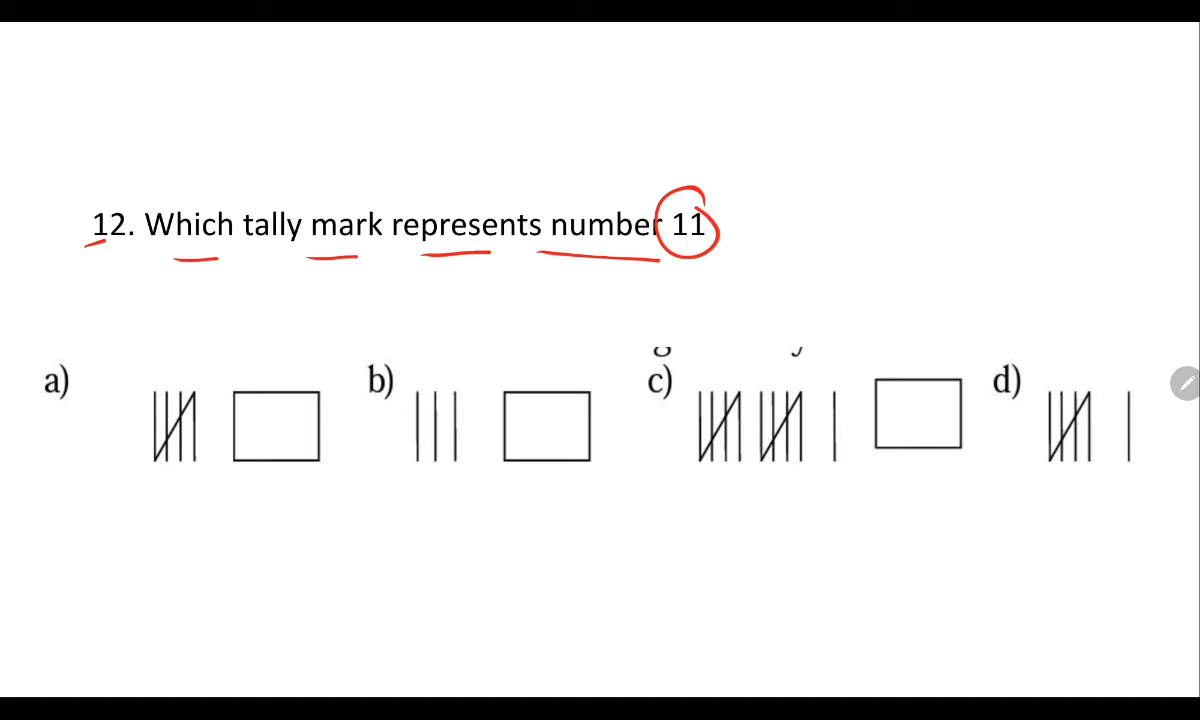 12. Which tally mark represents number 11
a) b) c) d)